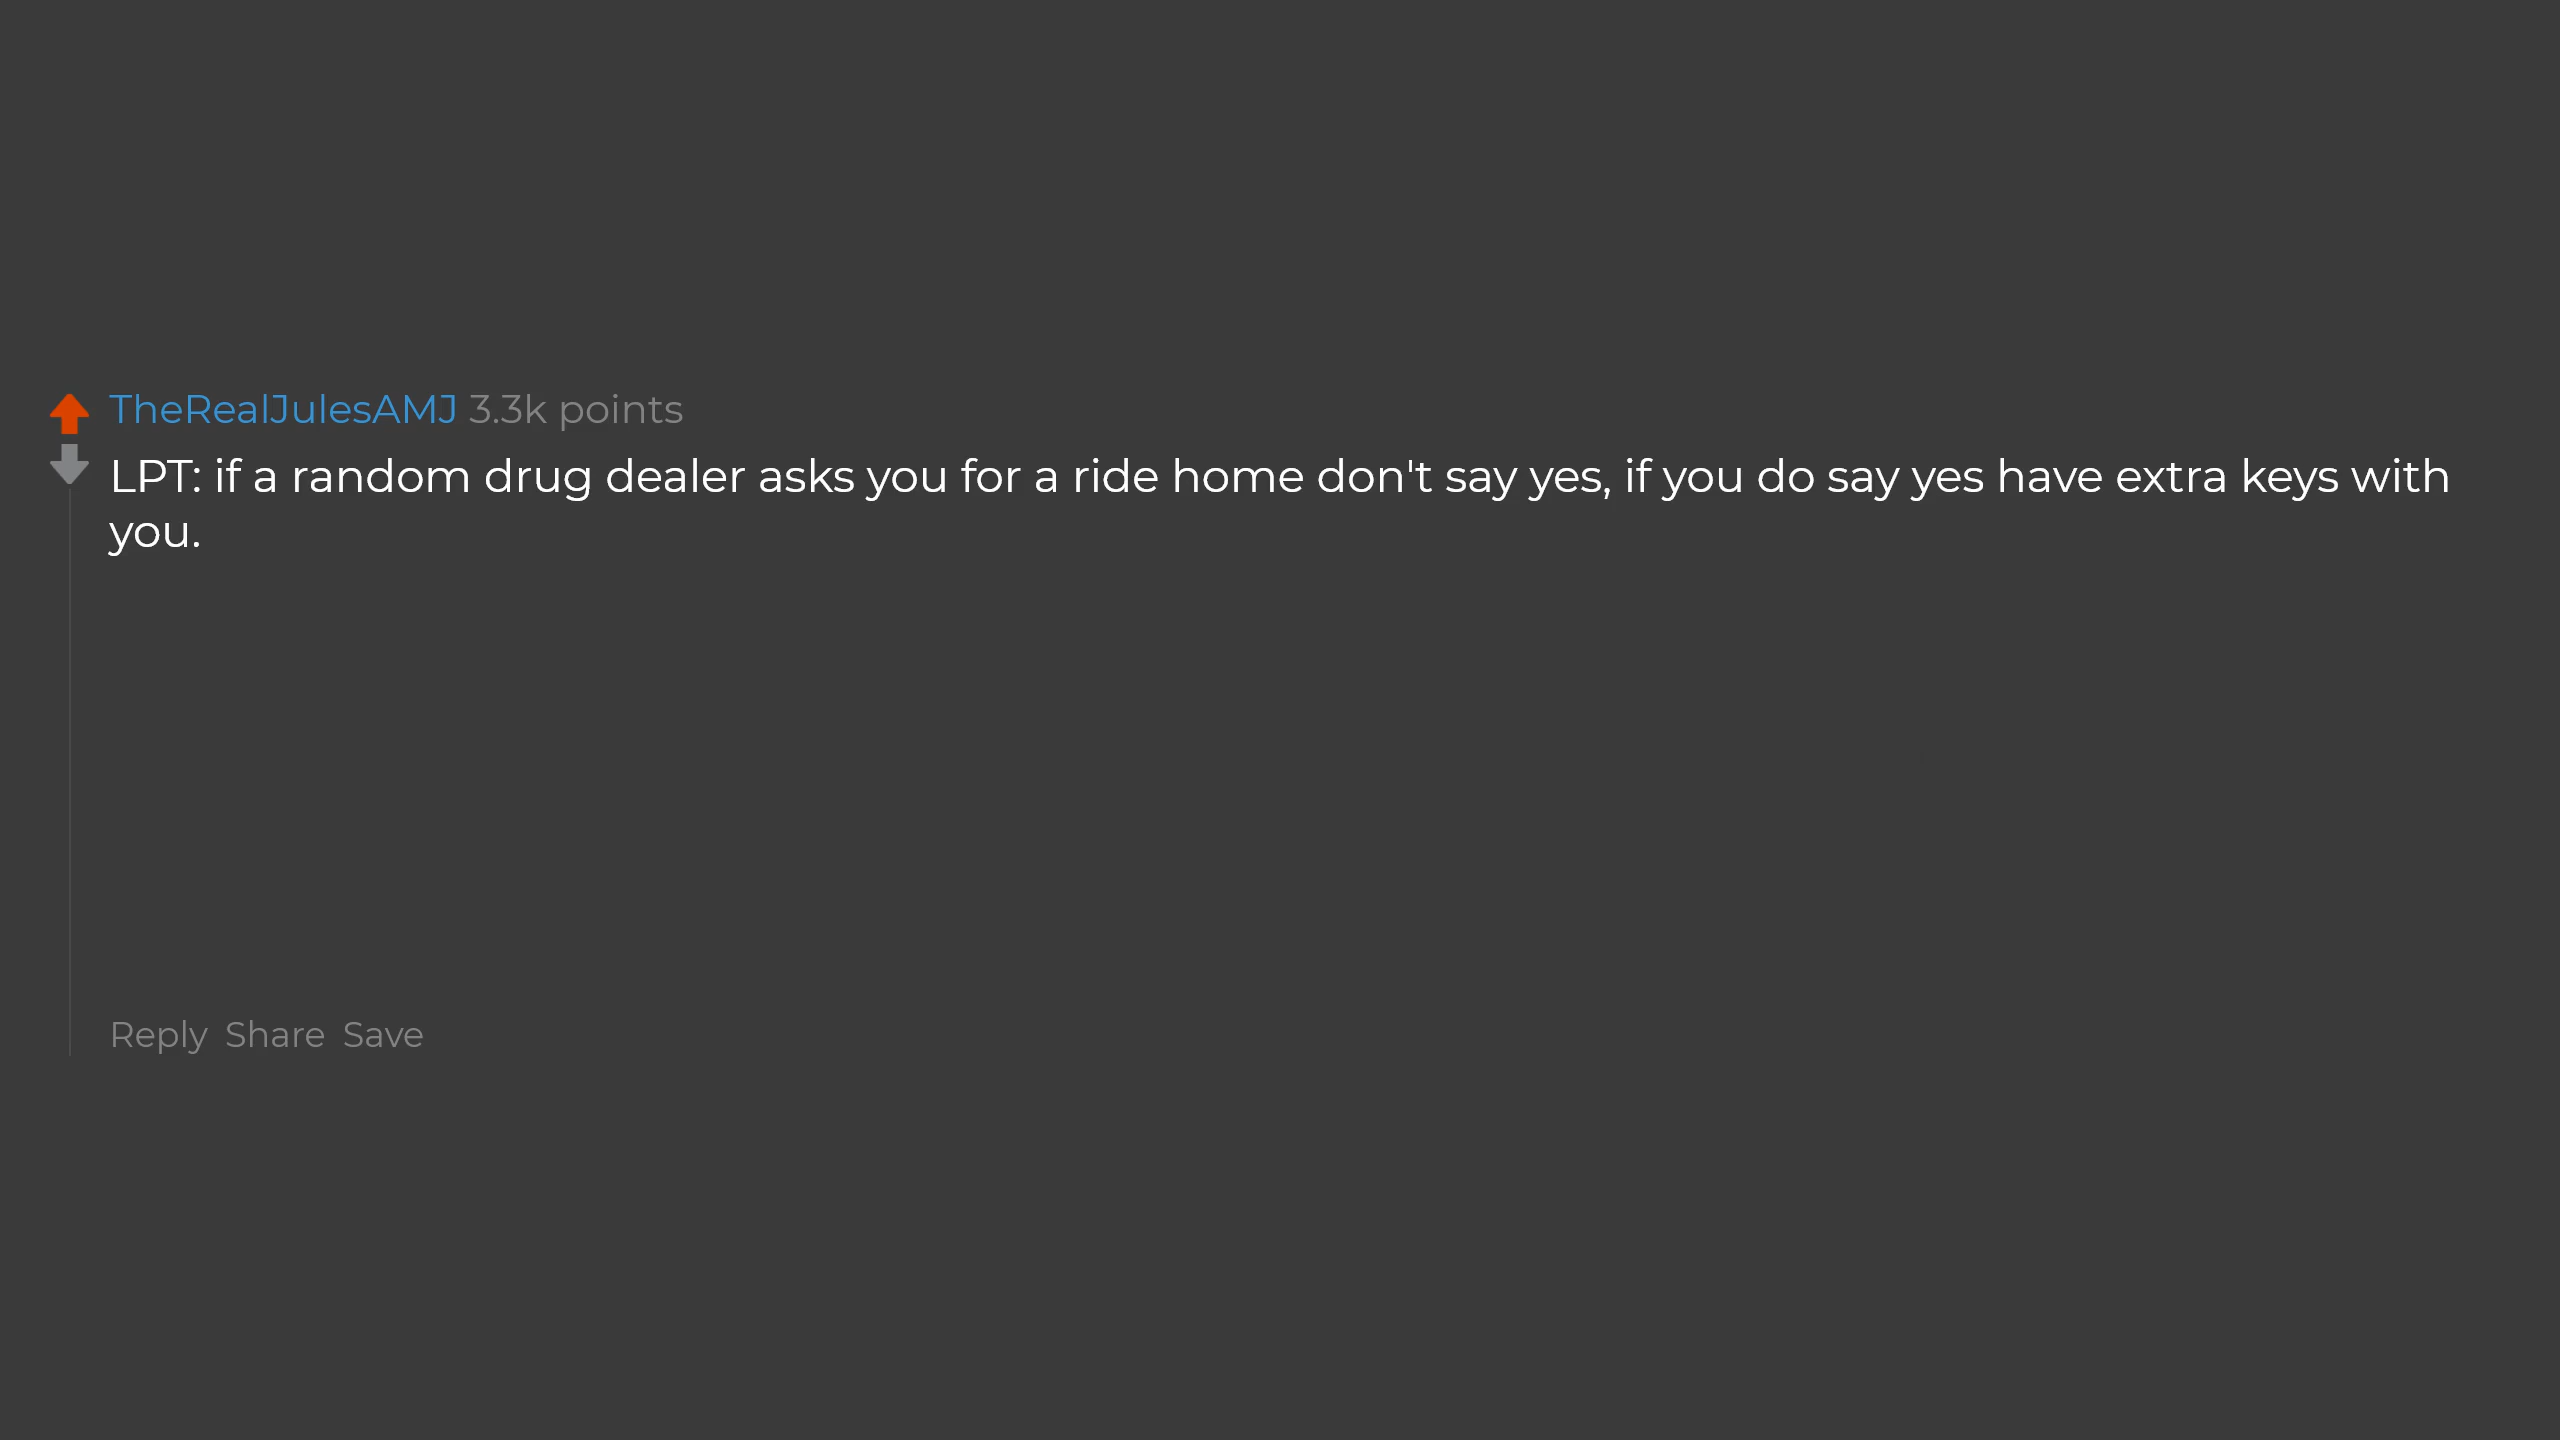 TheRealJulesAMJ 3.3k points
LPT: if a random drug dealer asks you for a ride home don't say yes, if you do say yes have extra keys with
you.
Reply Share Save